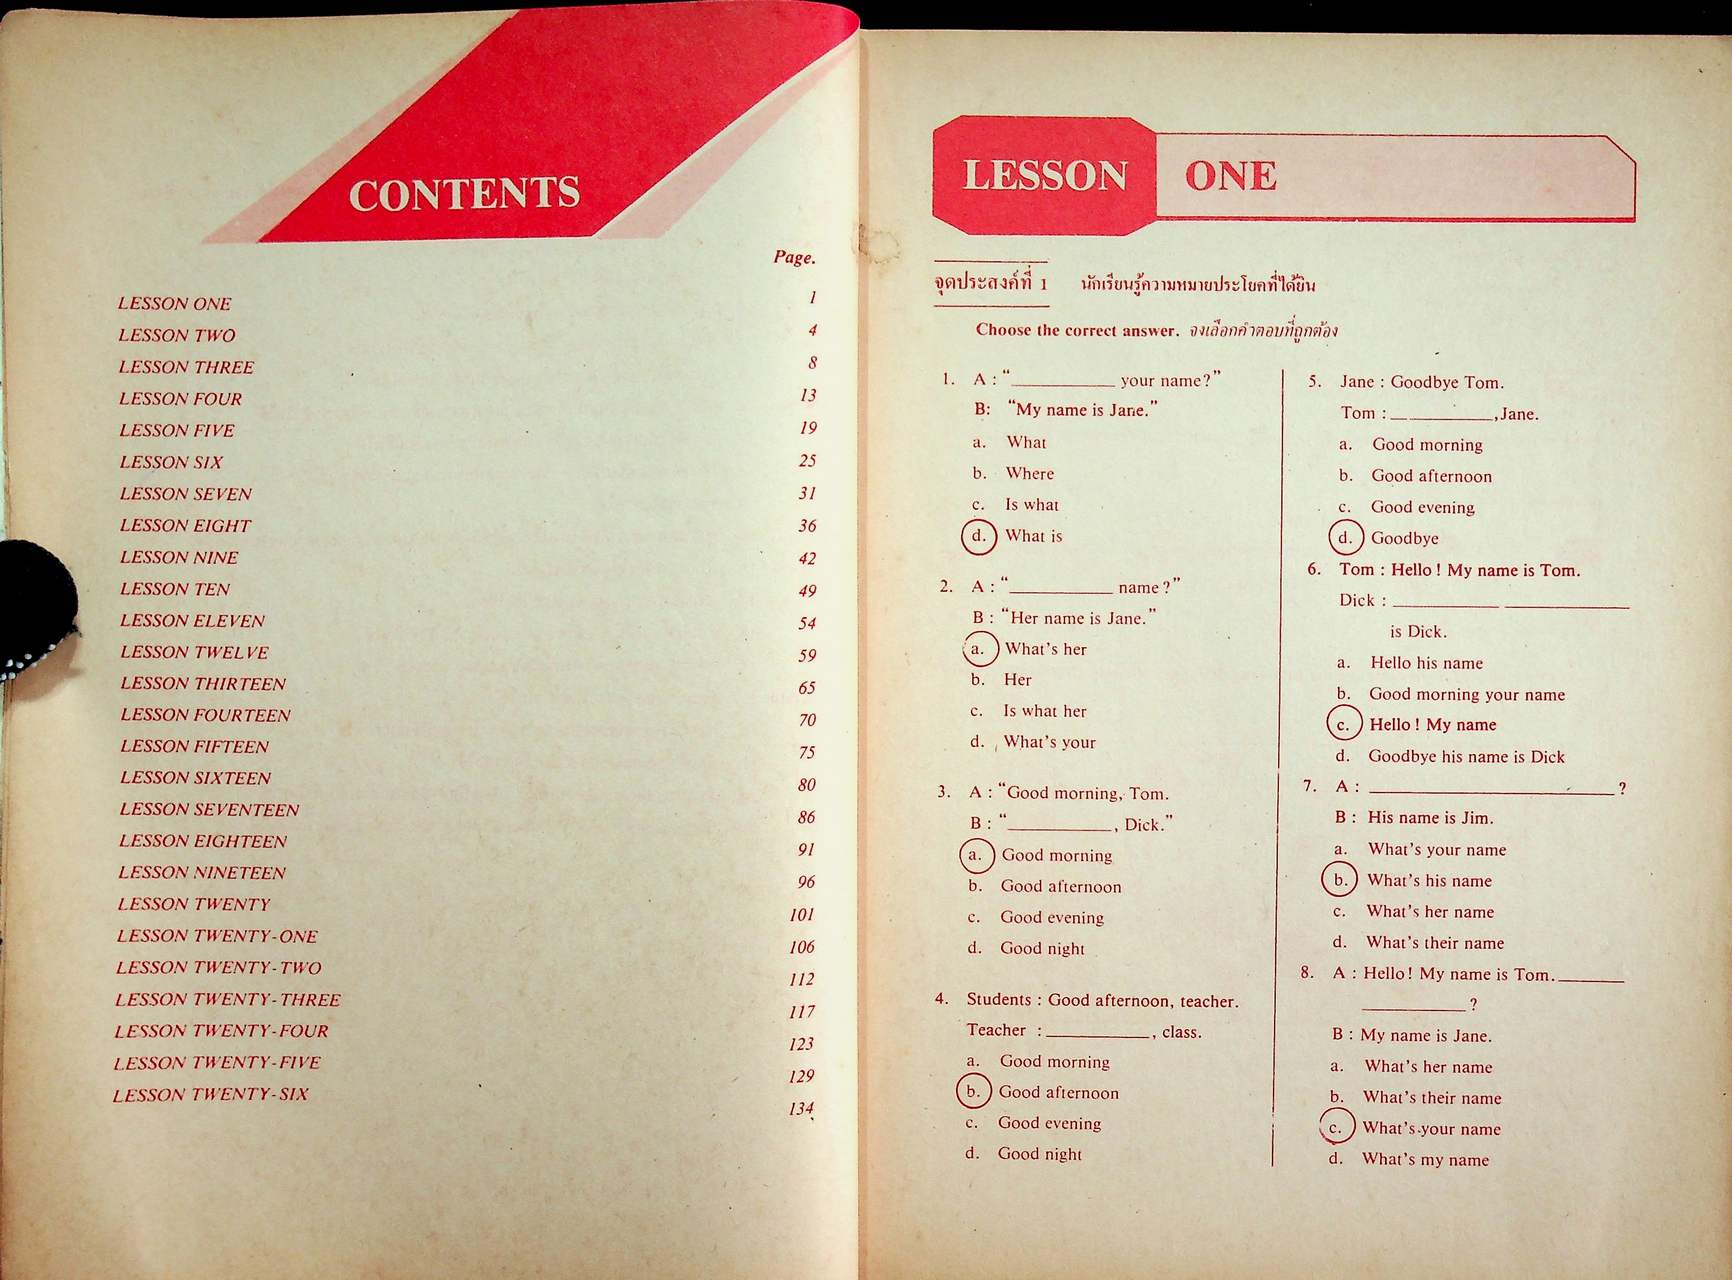 CONTENTS
Page.
LESSON ONE 1
LESSON TWO 4
LESSON THREE 8
LESSON FOUR 13
LESSON FIVE 19
LESSON SIX 25
LESSON SEVEN 31
LESSON EIGHT 36
LESSON NINE 42
LESSON TEN 49
LESSON ELEVEN 54
LESSON TWELVE 59
LESSON THIRTEEN 65
LESSON FOURTEEN 70
LESSON FIFTEEN 75
LESSON SIXTEEN 80
LESSON SEVENTEEN 86
LESSON EIGHTEEN 91
LESSON NINETEEN 96
LESSON TWENTY 101
LESSON TWENTY-ONE 106
LESSON TWENTY-TWO 112
LESSON TWENTY-THREE 117
LESSON TWENTY-FOUR 123
LESSON TWENTY-FIVE 129
LESSON TWENTY-SIX 134
LESSON ONE
จุดประสงค์ที่ 1 นักเรียนรู้ความหมายประโยคที่ได้ยิน
Choose the correct answer. จงเลือกคำตอบที่ถูกต้อง
1. A : "__________ your name?"
B: "My name is Jane."
a. What
b. Where
c. Is what
d. What is
2. A : "__________ name?"
B : "Her name is Jane."
a. What's her
b. Her
c. Is what her
d. What's your
3. A : "Good morning, Tom.
B : "__________, Dick."
a. Good morning
b. Good afternoon
c. Good evening
d. Good night
4. Students : Good afternoon, teacher.
Teacher : __________, class.
a. Good morning
b. Good afternoon
c. Good evening
d. Good night
5. Jane : Goodbye Tom.
Tom : __________, Jane.
a. Good morning
b. Good afternoon
c. Good evening
d. Goodbye
6. Tom : Hello! My name is Tom.
Dick : __________ __________
is Dick.
a. Hello his name
b. Good morning your name
c. Hello! My name
d. Goodbye his name is Dick
7. A : __________ ?
B : His name is Jim.
a. What's your name
b. What's his name
c. What's her name
d. What's their name
8. A : Hello! My name is Tom. ______
__________ ?
B : My name is Jane.
a. What's her name
b. What's their name
c. What's your name
d. What's my name